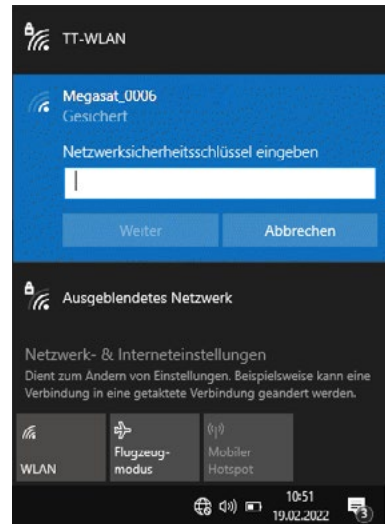 TT-WLAN
Megasat_0006
Gesichert
Netzwerksicherheitsschlüssel eingeben
Weiter
Abbrechen
Ausgeblendetes Netzwerk
Netzwerk- & Interneteinstellungen
Dient zum Ändern von Einstellungen. Beispielsweise kann eine
Verbindung in eine getaktete Verbindung geändert werden.
WLAN
Flugzeug-
modus
Mobiler
Hotspot
10:51
19.02.2022
3